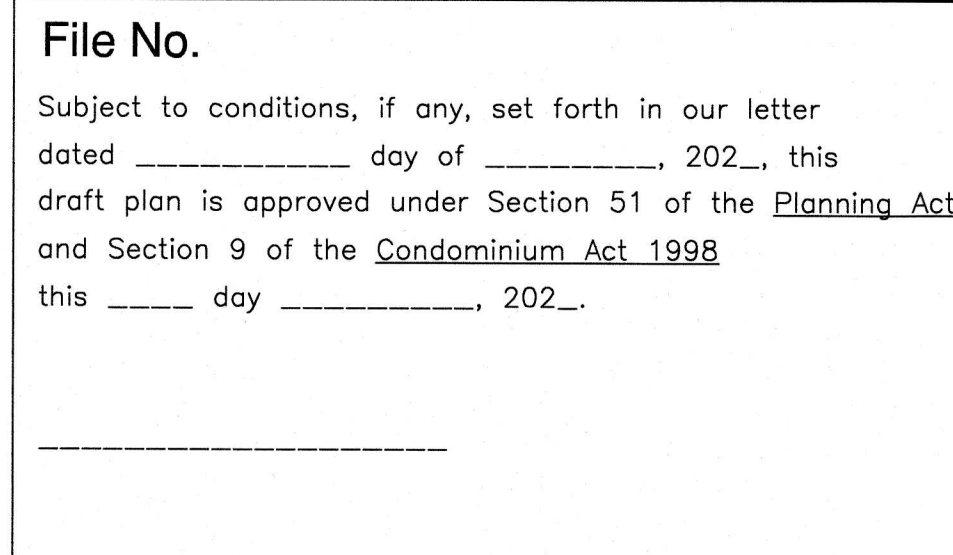 File No.
Subject to conditions, if any, set forth in our letter
dated __________ day of ________, 202_, this
draft plan is approved under Section 51 of the Planning Act
and Section 9 of the Condominium Act 1998
this ____ day _________, 202_.
___________________